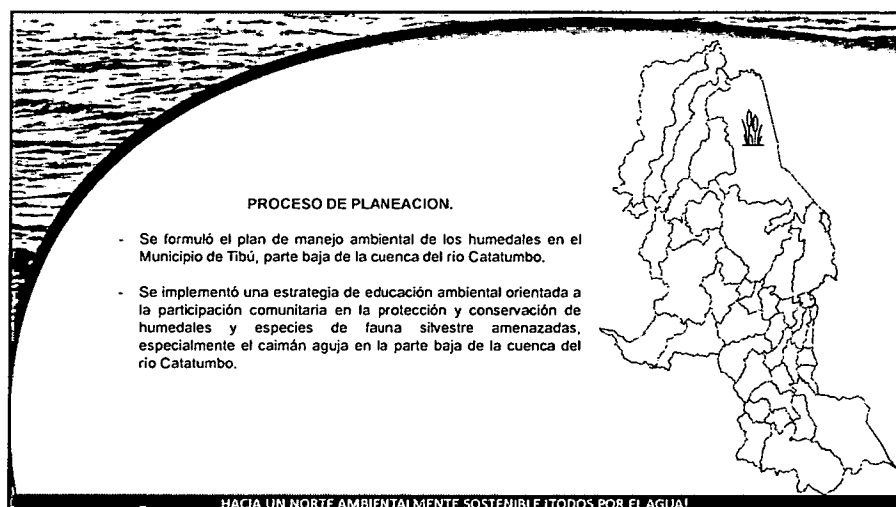 PROCESO DE PLANEACION.
- Se formuló el plan de manejo ambiental de los humedales en el
Municipio de Tibú, parte baja de la cuenca del río Catatumbo.
- Se implementó una estrategia de educación ambiental orientada a
la participación comunitaria en la protección y conservación de
humedales y especies de fauna silvestre amenazadas,
especialmente el caimán aguja en la parte baja de la cuenca del
río Catatumbo.
HACIA UN NORTE AMBIENTALMENTE SOSTENIBLE ¡TODOS POR EL AGUA!